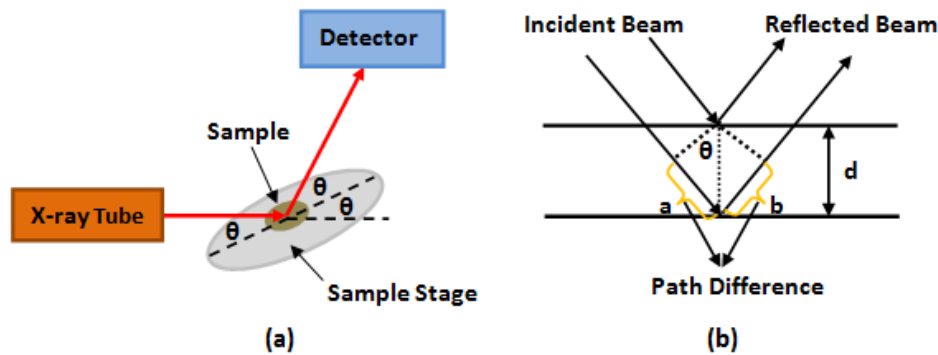 Detector
Sample
θ
θ
X-ray Tube
θ
Sample Stage
(a)
Incident Beam
Reflected Beam
θ
d
a
b
Path Difference
(b)